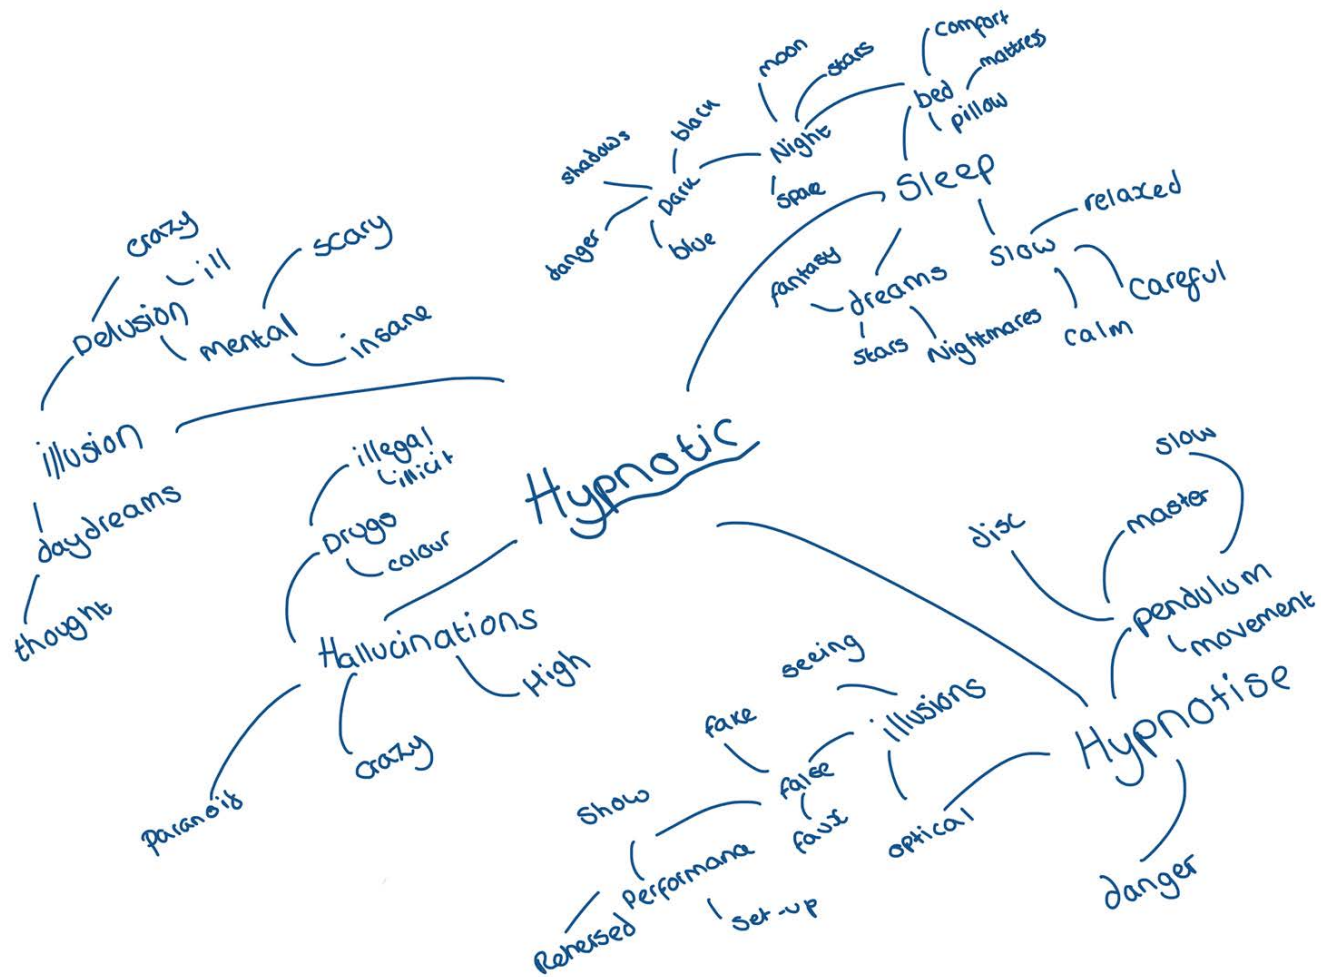 Comfort
mattress
bed
pillow
moon
stars
Night
space
black
shadows
Dark
danger
blue
Sleep
relaxed
Slow
Careful
calm
fantasy
dreams
stars
Nightmares
crazy
ill
scary
Delusion
mental
insane
illusion
daydreams
thought
Hypnotic
illegal
illicit
Drugs
colour
Hallucinations
High
crazy
paranoid
slow
master
disc
pendulum
movement
Hypnotise
seeing
illusions
fake
false
faux
optical
danger
Show
Performance
Rehersed
set-up